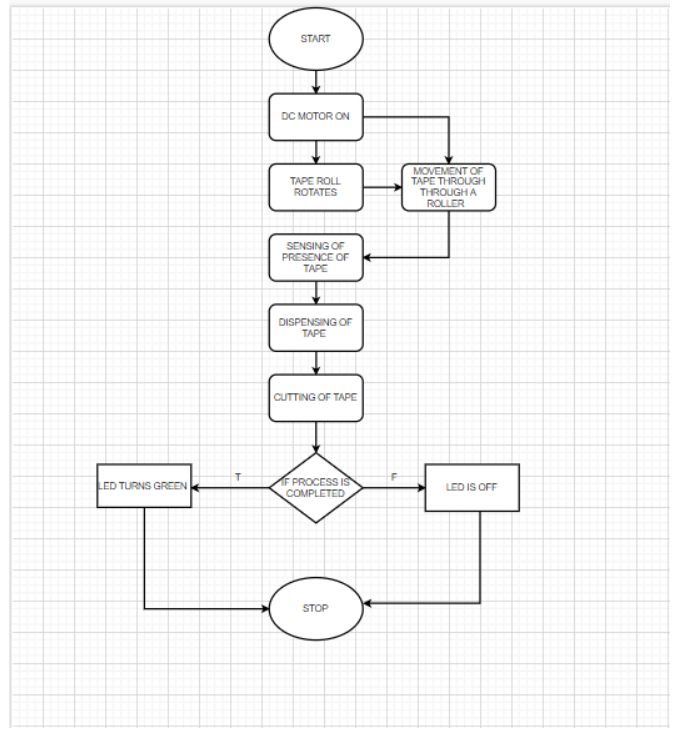 START
DC MOTOR ON
TAPE ROLL
ROTATES
MOVEMENT OF
TAPE THROUGH
THROUGH A
ROLLER
SENSING OF
PRESENCE OF
TAPE
DISPENSING OF
TAPE
CUTTING OF TAPE
IF PROCESS IS
COMPLETED
T
F
LED TURNS GREEN
LED IS OFF
STOP